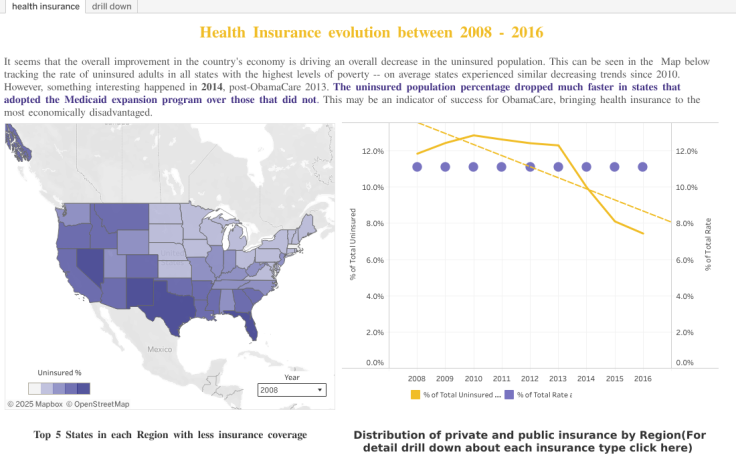 health insurance drill down
Health Insurance evolution between 2008 - 2016
It seems that the overall improvement in the country's economy is driving an overall decrease in the uninsured population. This can be seen in the Map below
tracking the rate of uninsured adults in all states with the highest levels of poverty -- on average states experienced similar decreasing trends since 2010.
However, something interesting happened in 2014, post-ObamaCare 2013. The uninsured population percentage dropped much faster in states that
adopted the Medicaid expansion program over those that did not. This may be an indicator of success for ObamaCare, bringing health insurance to the
most economically disadvantaged.
Mexico
Uninsured %
Year
2008
© 2025 Mapbox © OpenStreetMap
% of Total Uninsured
12.0%
10.0%
8.0%
6.0%
4.0%
2.0%
0.0%
12.0%
10.0%
8.0%
6.0%
4.0%
2.0%
0.0%
% of Total Rate
2008 2009 2010 2011 2012 2013 2014 2015 2016
% of Total Uninsured ... % of Total Rate
Top 5 States in each Region with less insurance coverage
Distribution of private and public insurance by Region(For
detail drill down about each insurance type click here)